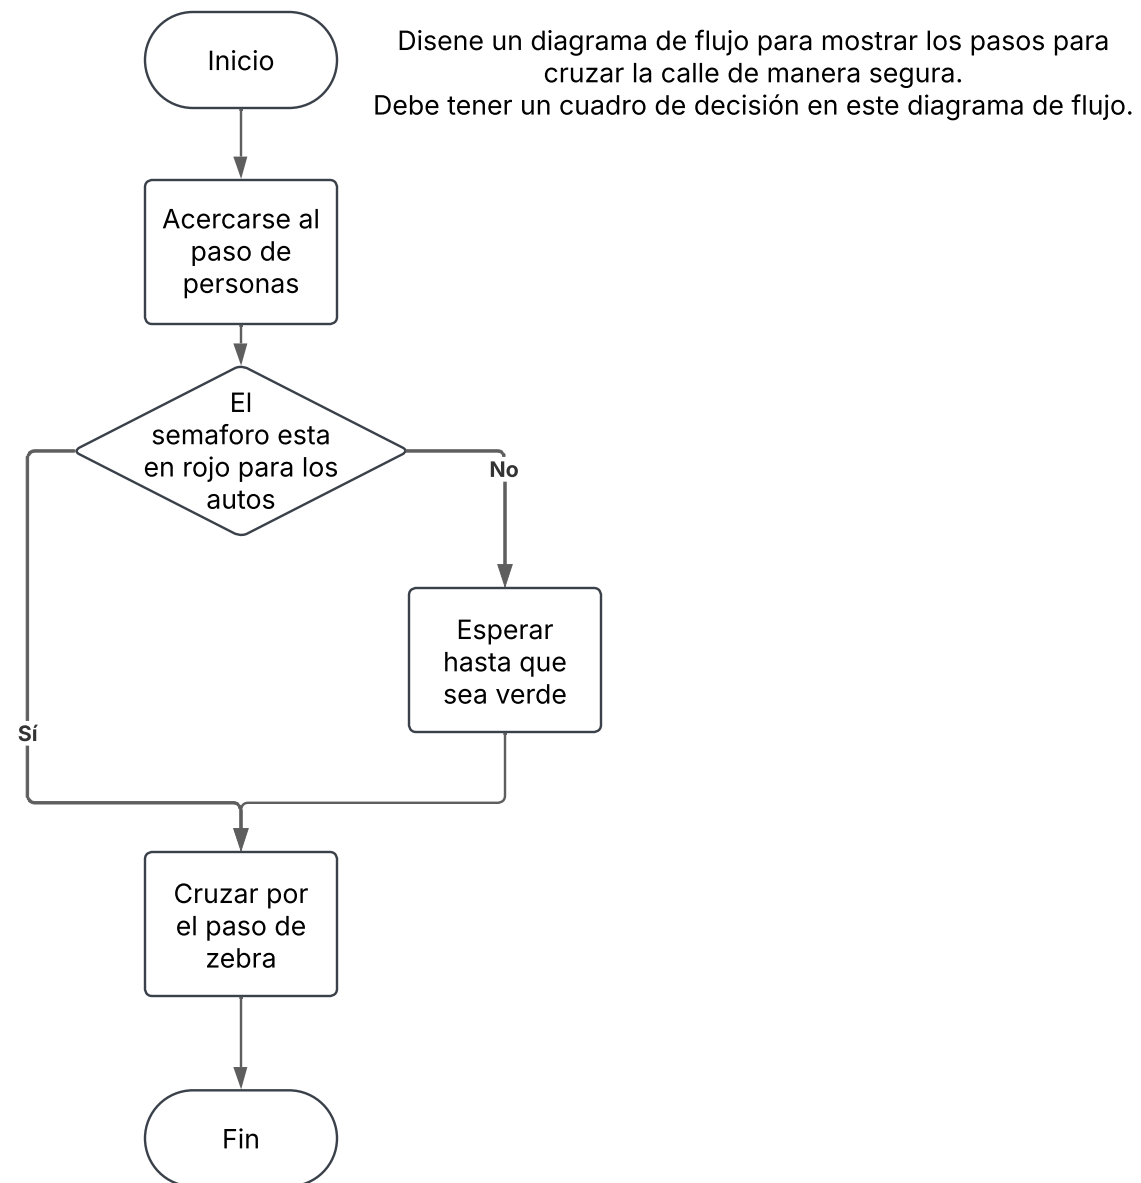 Inicio
Disene un diagrama de flujo para mostrar los pasos para
cruzar la calle de manera segura.
Debe tener un cuadro de decisión en este diagrama de flujo.
Acercarse al
paso de
personas
El
semaforo esta
en rojo para los
autos
No
Esperar
hasta que
sea verde
Sí
Cruzar por
el paso de
zebra
Fin